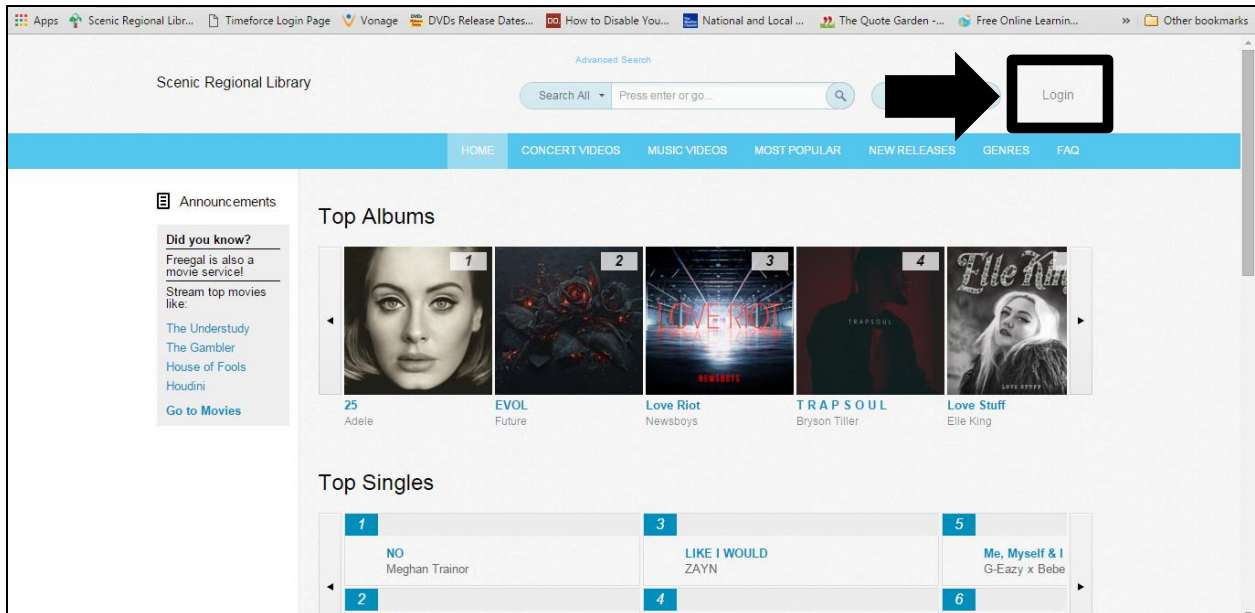 Apps Scenic Regional Libr... Timeforce Login Page Vonage DVDs Release Dates... How to Disable You... National and Local ... The Quote Garden -... Free Online Learnin... » Other bookmarks
Advanced Search
Scenic Regional Library
Search All Press enter or go...
Login
HOME CONCERT VIDEOS MUSIC VIDEOS MOST POPULAR NEW RELEASES GENRES FAQ
Announcements
Did you know?
Freegal is also a
movie service!
Stream top movies
like:
The Understudy
The Gambler
House of Fools
Houdini
Go to Movies
Top Albums
1 2 3 4
LOVE RIOT
NEWSBOYS
TRAPSOUL
Elle King
LOVE STUFF
25 EVOL Love Riot T R A P S O U L Love Stuff
Adele Future Newsboys Bryson Tiller Elle King
Top Singles
1 3 5
NO LIKE I WOULD Me, Myself & I
Meghan Trainor ZAYN G-Eazy x Bebe
2 4 6